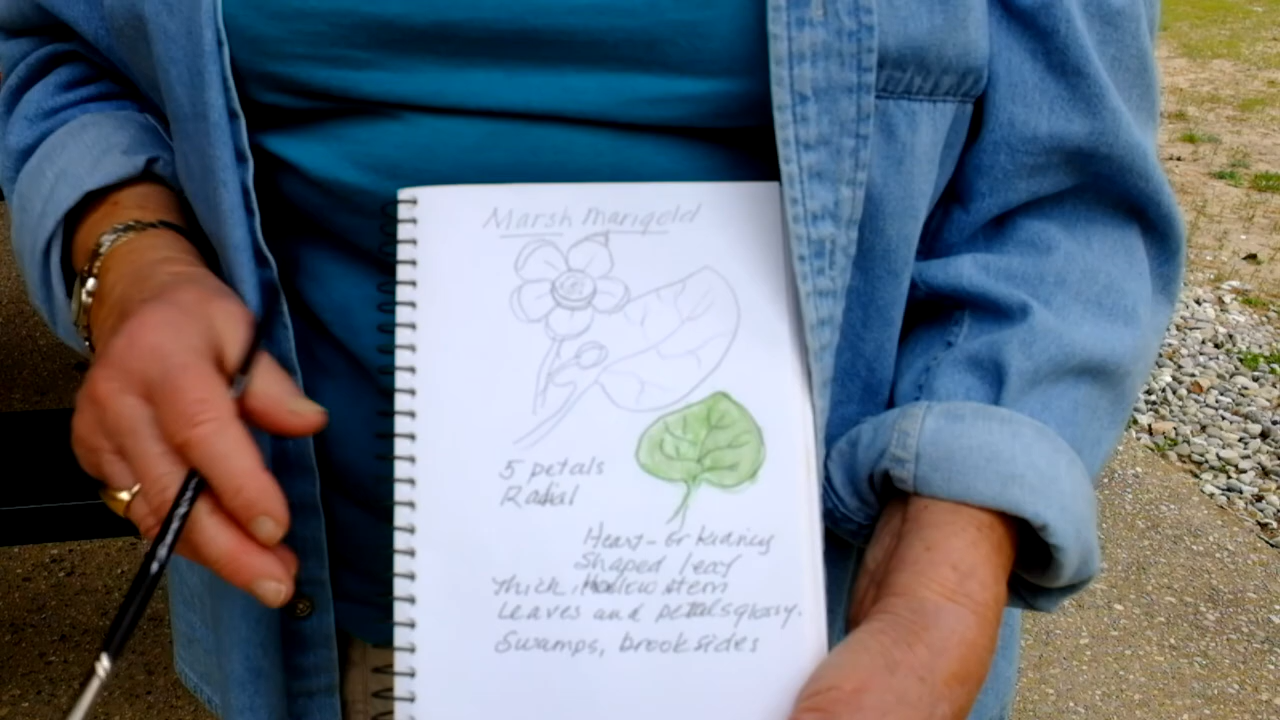 Marsh Marigold
5 petals
Radial
Heart- or kidney
Shaped leaf
Thick, Hollow stem
Leaves and petals glossy.
Swamps, brooksides